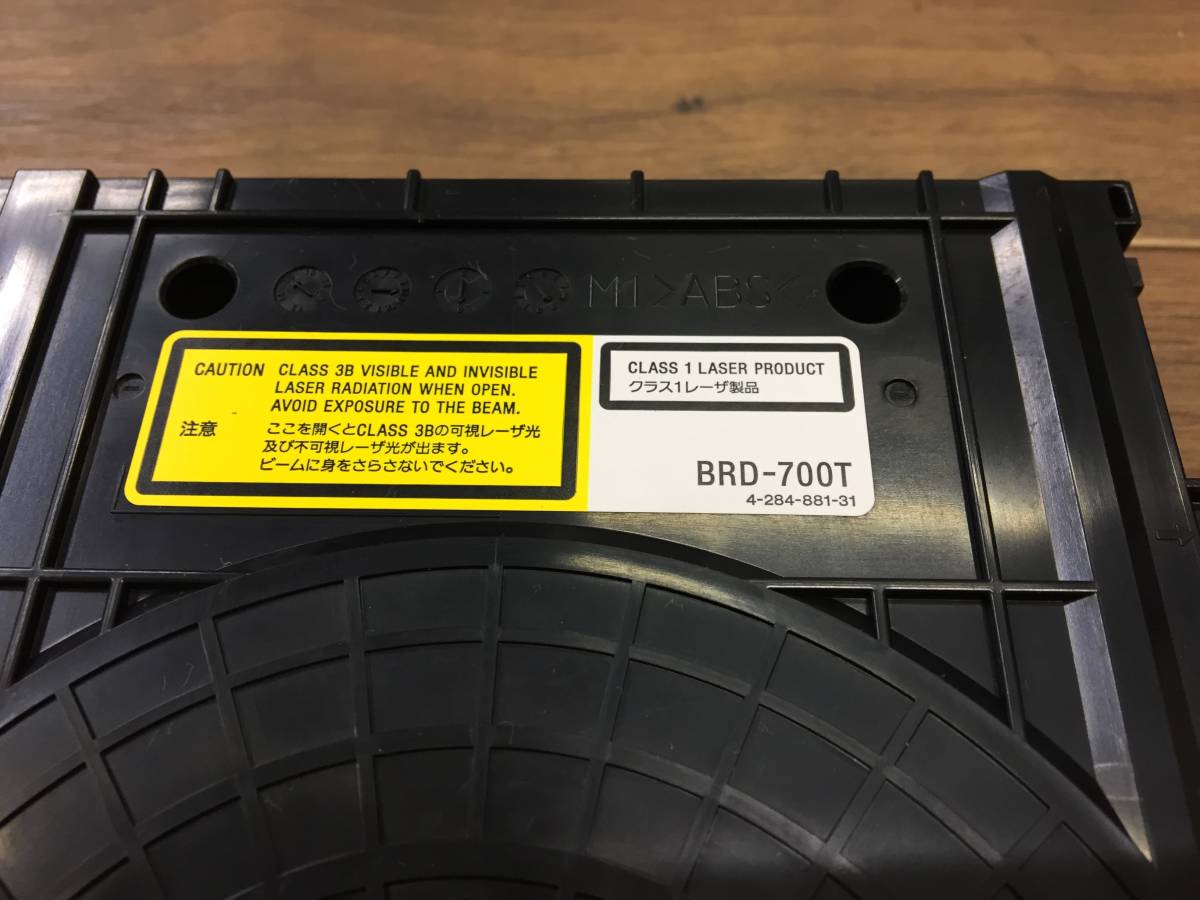 M1 >ABS<
CAUTION CLASS 3B VISIBLE AND INVISIBLE
LASER RADIATION WHEN OPEN.
AVOID EXPOSURE TO THE BEAM.
注意 ここを開くとCLASS 3Bの可視レーザ光
及び不可視レーザ光が出ます。
ビームに身をさらさないでください。
CLASS 1 LASER PRODUCT
クラス1レーザ製品
BRD-700T
4-284-881-31